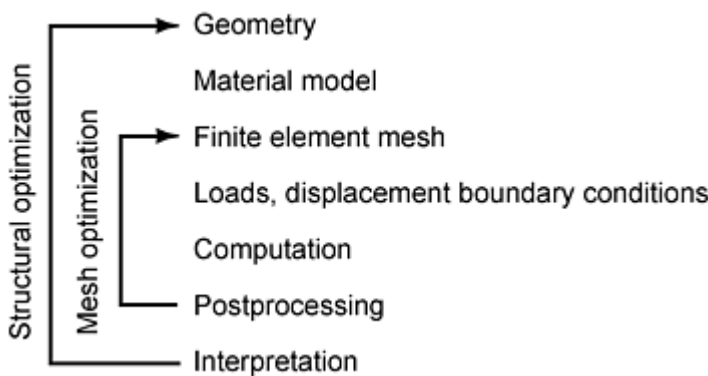 Structural optimization
Mesh optimization
Geometry
Material model
Finite element mesh
Loads, displacement boundary conditions
Computation
Postprocessing
Interpretation